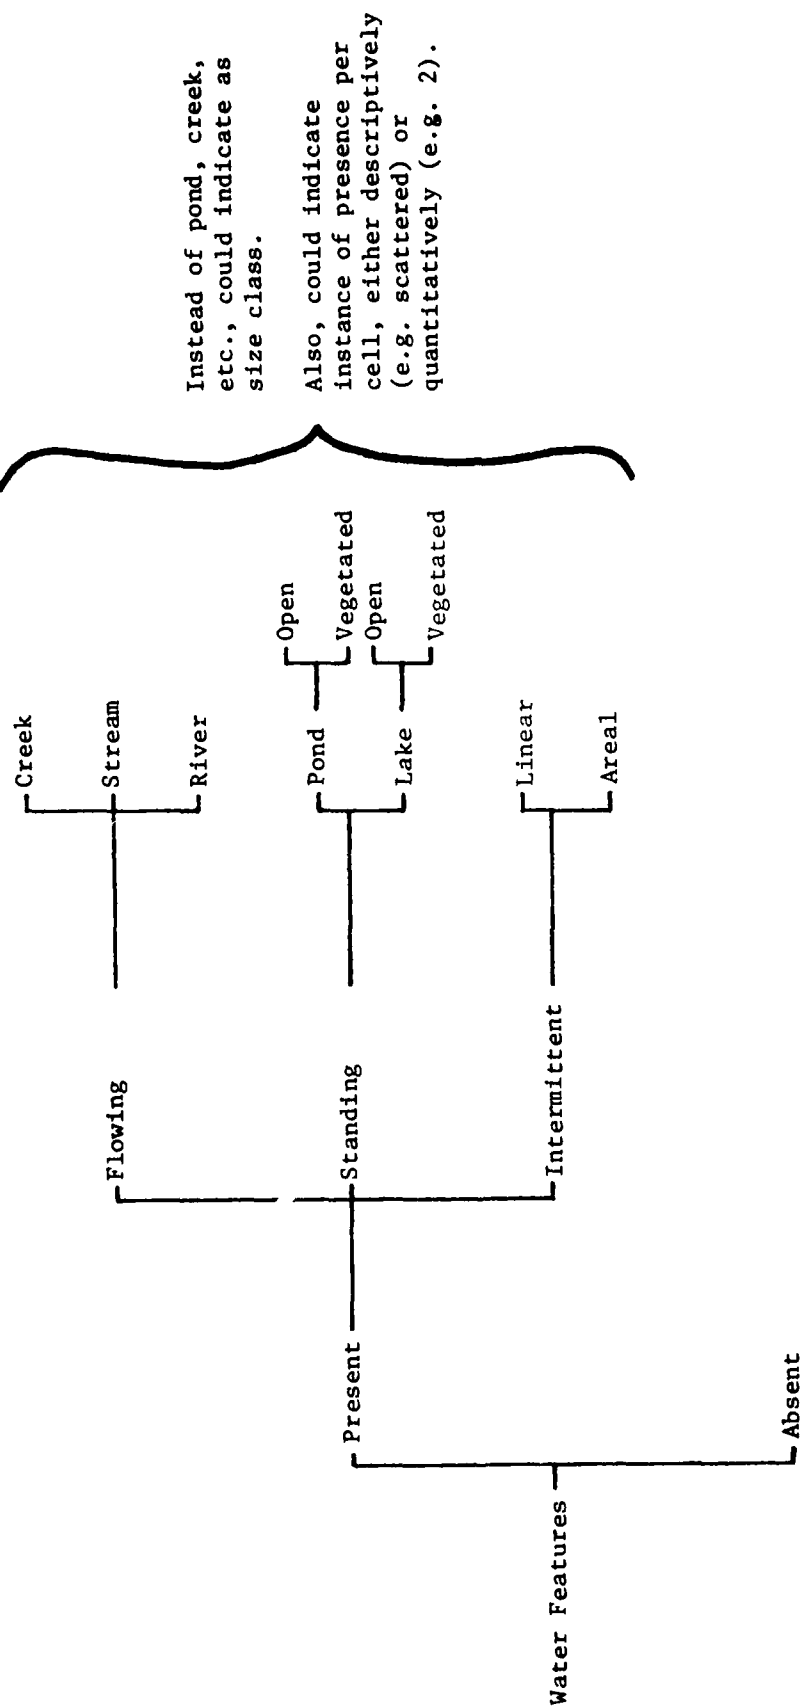 Water Features
Present
Flowing
Creek
Stream
River
Standing
Pond
Open
Vegetated
Lake
Open
Vegetated
Intermittent
Linear
Areal
Absent
Instead of pond, creek,
etc., could indicate as
size class.
Also, could indicate
instance of presence per
cell, either descriptively
(e.g. scattered) or
quantitatively (e.g. 2).